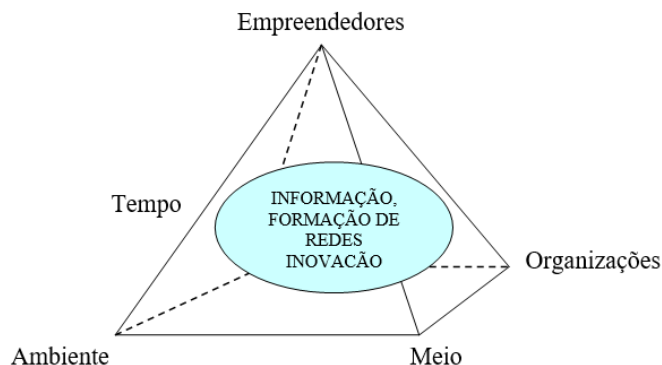 Empreendedores
Tempo
INFORMAÇÃO,
FORMAÇÃO DE
REDES
INOVACÃO
Organizações
Ambiente
Meio